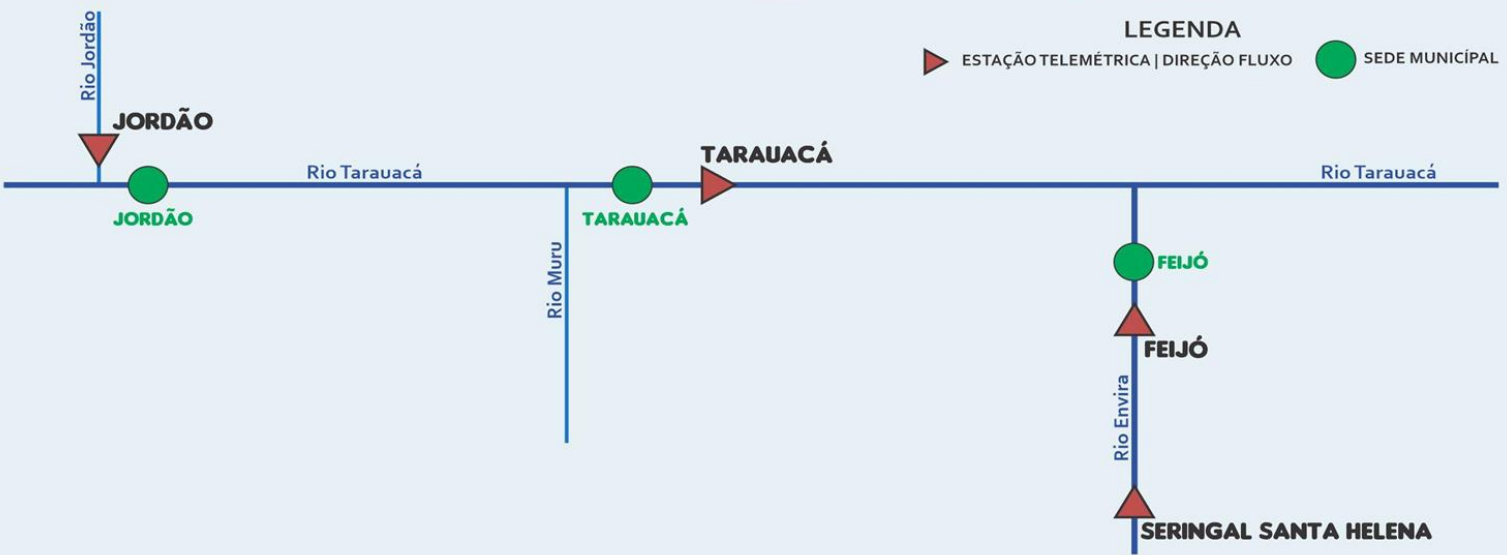 LEGENDA
ESTAÇÃO TELEMÉTRICA | DIREÇÃO FLUXO
SEDE MUNICÍPAL
Rio Jordão
JORDÃO
JORDÃO
Rio Tarauacá
TARAUACÁ
TARAUACÁ
Rio Tarauacá
Rio Muru
FEIJÓ
FEIJÓ
Rio Envira
SERINGAL SANTA HELENA